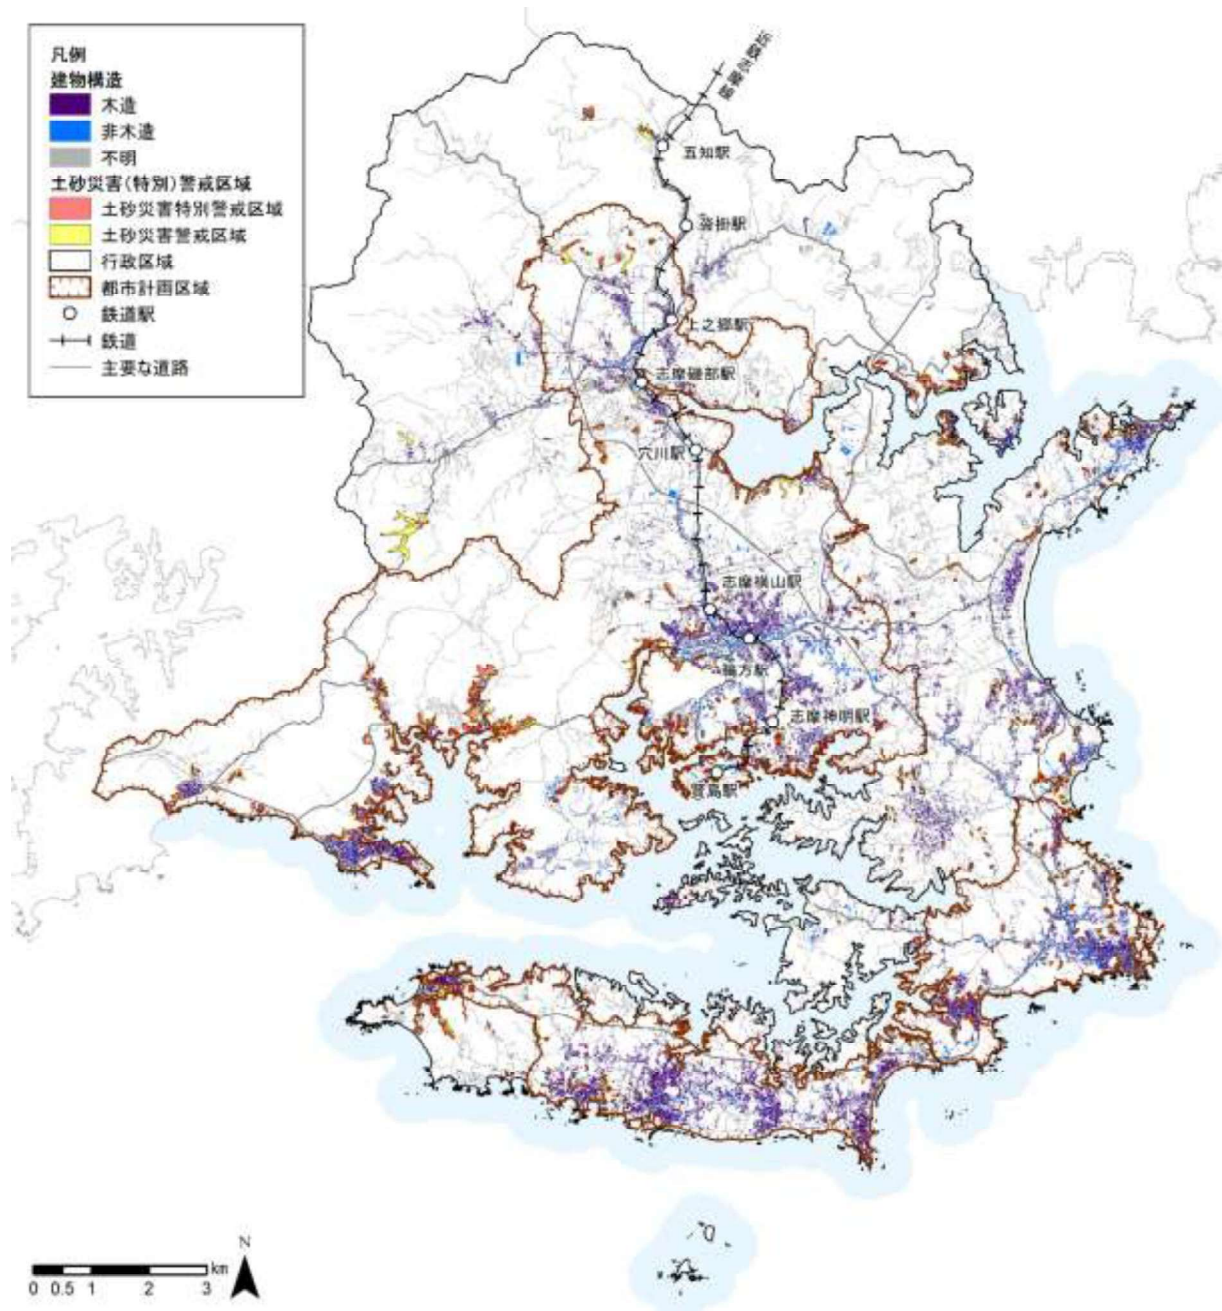 凡例
建物構造
木造
非木造
不明
土砂災害(特別)警戒区域
土砂災害特別警戒区域
土砂災害警戒区域
行政区域
都市計画区域
鉄道駅
鉄道
主要な道路
近鉄志摩線
五知駅
沓掛駅
上之郷駅
志摩磯部駅
穴川駅
志摩横山駅
鵜方駅
志摩神明駅
賢島駅
0 0.5 1 2 3 km
N